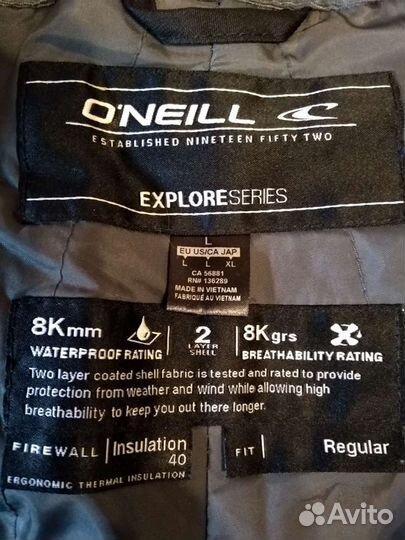 O'NEILL
ESTABLISHED NINETEEN FIFTY TWO
EXPLORESERIES
L
EU US/CA JAP
L L XL
CA 56881
RN# 136289
MADE IN VIETNAM
FABRIQUÉ AU VIETNAM
8Kmm
WATERPROOF RATING
2
LAYER
SHELL
8Kgrs
BREATHABILITY RATING
Two layer coated shell fabric is tested and rated to provide
protection from weather and wind while allowing high
breathability to keep you out there longer.
FIREWALL | Insulation
40
ERGONOMIC THERMAL INSULATION
FIT | Regular
Avito